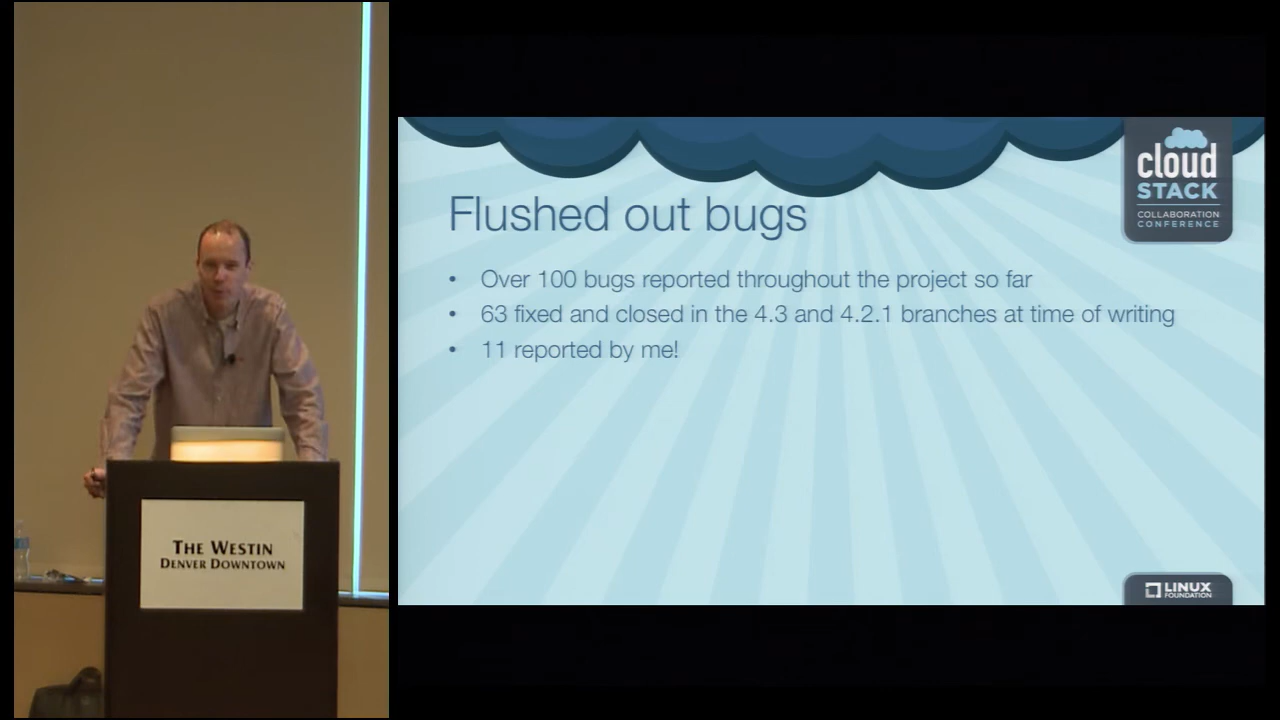 Flushed out bugs
• Over 100 bugs reported throughout the project so far
• 63 fixed and closed in the 4.3 and 4.2.1 branches at time of writing
• 11 reported by me!
cloud
STACK
COLLABORATION
CONFERENCE
LINUX
FOUNDATION
THE WESTIN
DENVER DOWNTOWN